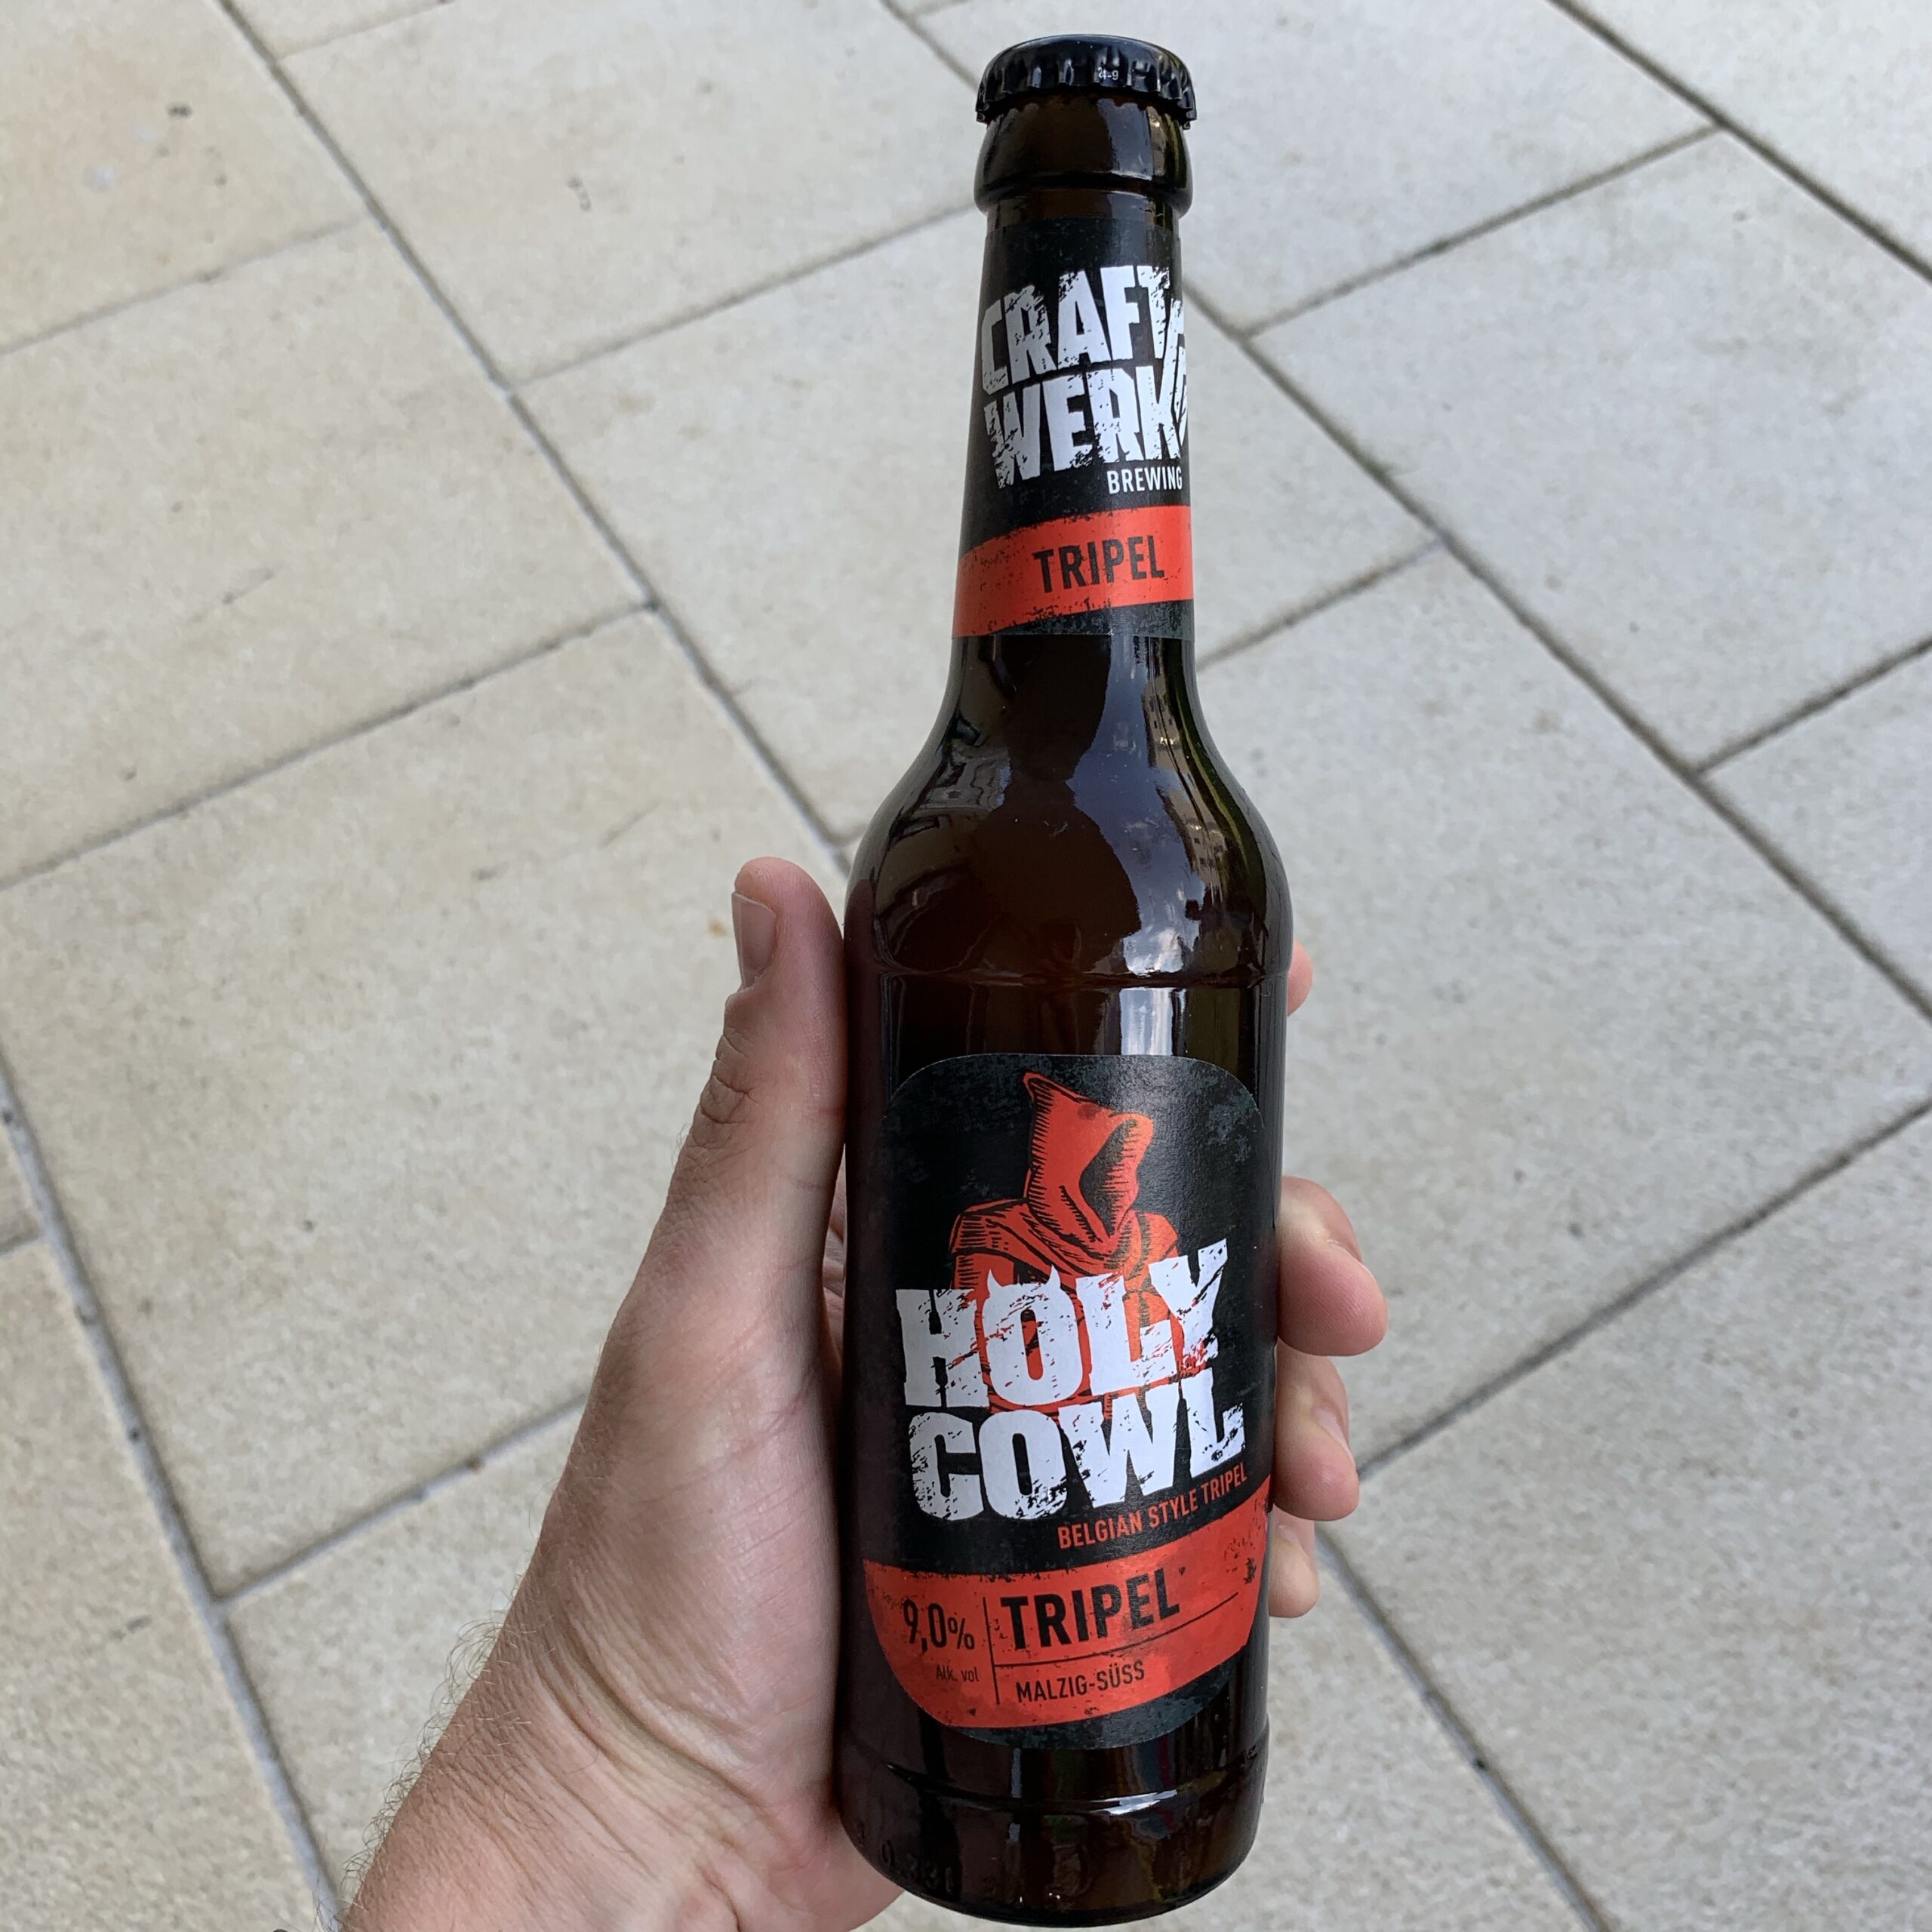 CRAFT
WERK
BREWING
TRIPEL
HOLY
COWL
BELGIAN STYLE TRIPEL
9,0%
Alk. vol
TRIPEL
MALZIG-SÜSS